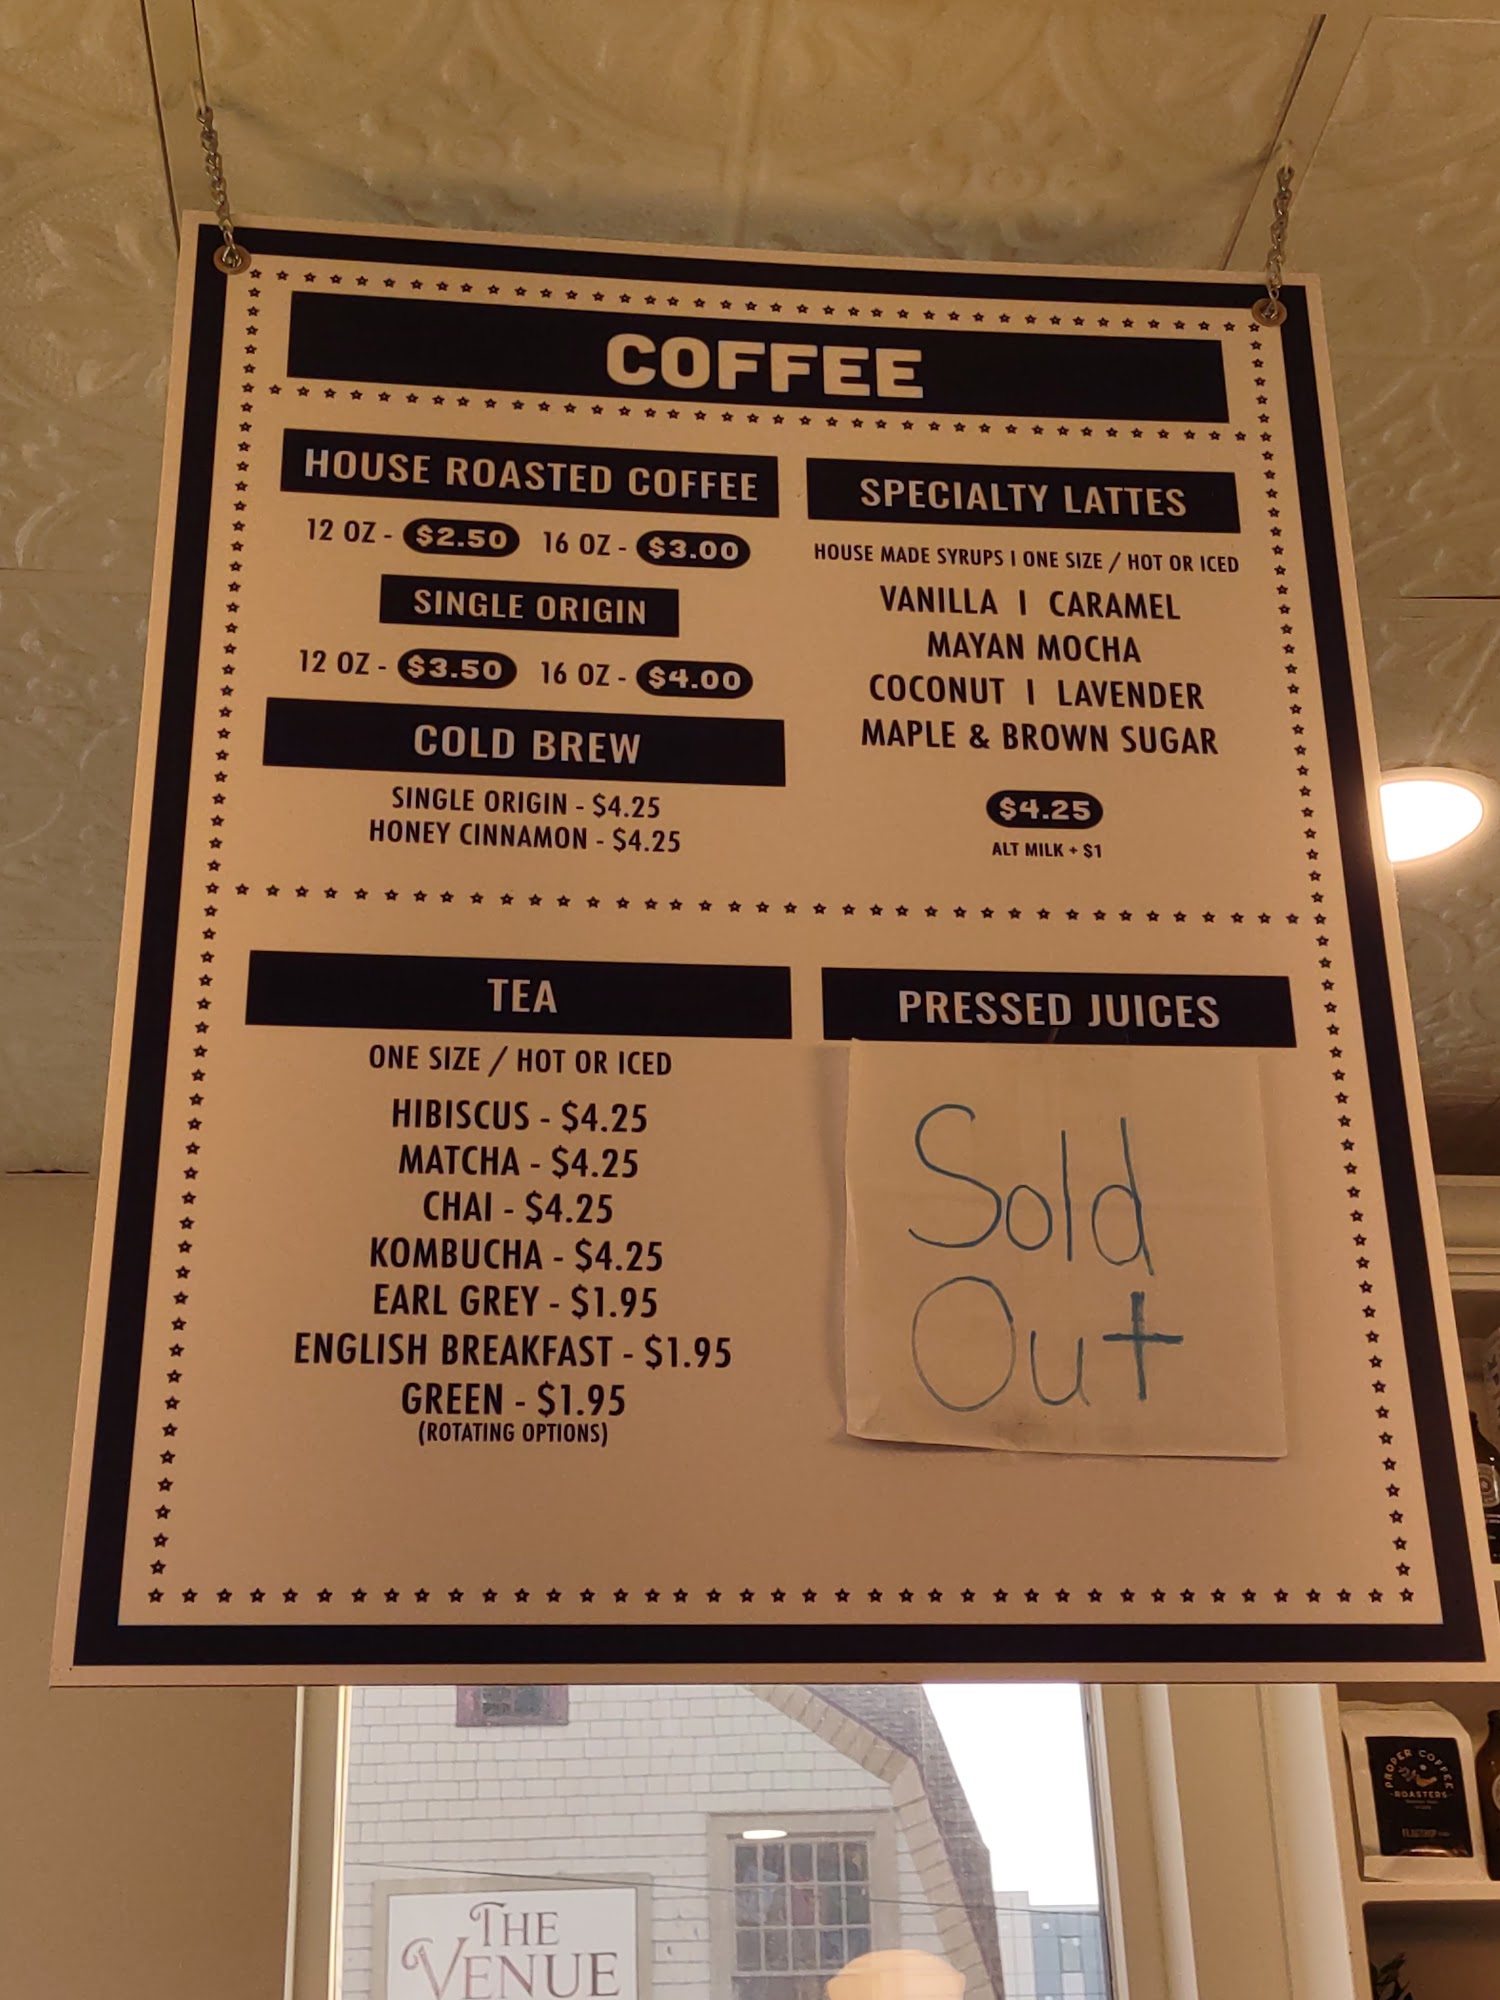 COFFEE
HOUSE ROASTED COFFEE
12 OZ - $2.50 16 OZ - $3.00
SINGLE ORIGIN
12 OZ - $3.50 16 OZ - $4.00
COLD BREW
SINGLE ORIGIN - $4.25
HONEY CINNAMON - $4.25
SPECIALTY LATTES
HOUSE MADE SYRUPS | ONE SIZE / HOT OR ICED
VANILLA | CARAMEL
MAYAN MOCHA
COCONUT | LAVENDER
MAPLE & BROWN SUGAR
$4.25
ALT MILK + $1
TEA
ONE SIZE / HOT OR ICED
HIBISCUS - $4.25
MATCHA - $4.25
CHAI - $4.25
KOMBUCHA - $4.25
EARL GREY - $1.95
ENGLISH BREAKFAST - $1.95
GREEN - $1.95
(ROTATING OPTIONS)
PRESSED JUICES
Sold
Out
THE
VENUE
PROPER COFFEE
ROASTERS
FLAGSHIP